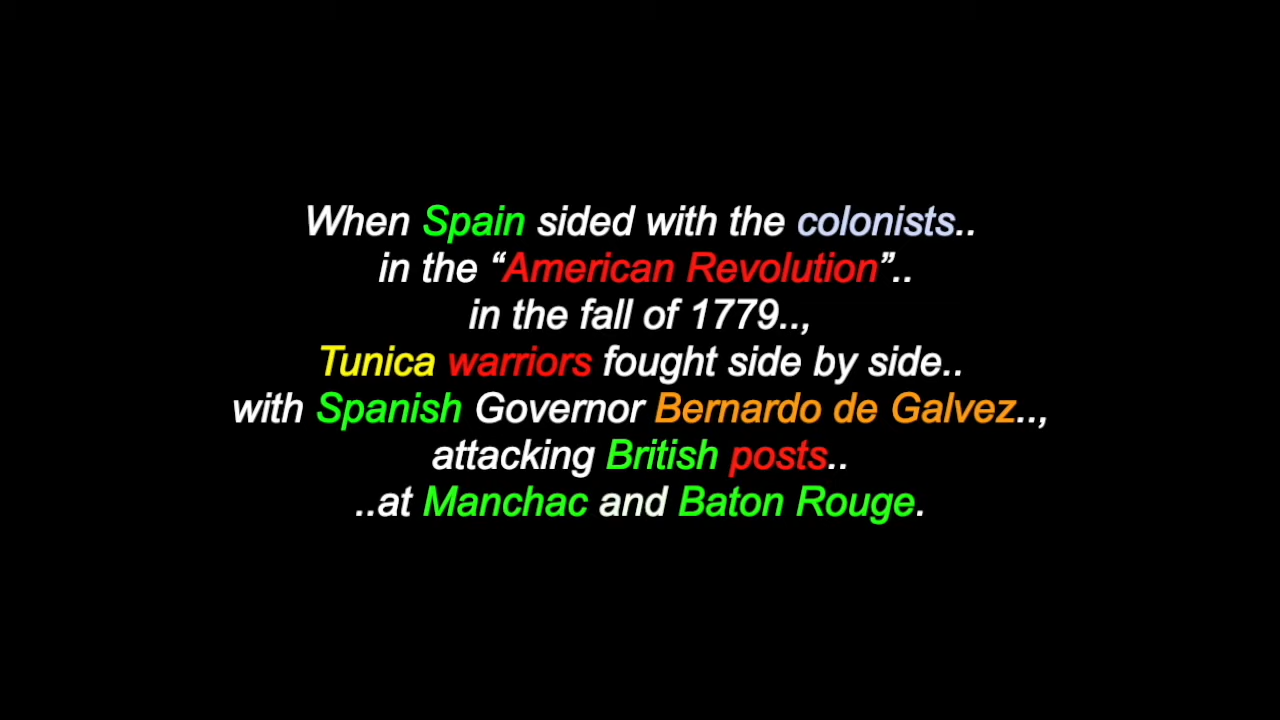 When Spain sided with the colonists..
in the “American Revolution”..
in the fall of 1779..,
Tunica warriors fought side by side..
with Spanish Governor Bernardo de Galvez..,
attacking British posts..
..at Manchac and Baton Rouge.